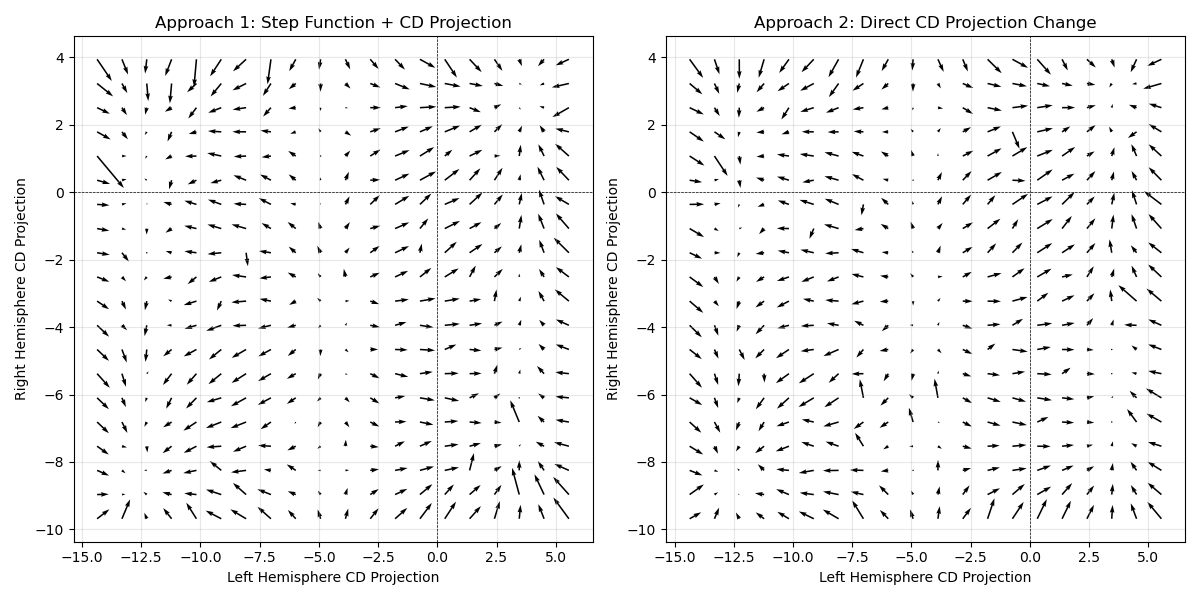 Approach 1: Step Function + CD Projection
Right Hemisphere CD Projection
4
2
0
−2
−4
−6
−8
−10
−15.0 −12.5 −10.0 −7.5 −5.0 −2.5 0.0 2.5 5.0
Left Hemisphere CD Projection
Approach 2: Direct CD Projection Change
Right Hemisphere CD Projection
4
2
0
−2
−4
−6
−8
−10
−15.0 −12.5 −10.0 −7.5 −5.0 −2.5 0.0 2.5 5.0
Left Hemisphere CD Projection